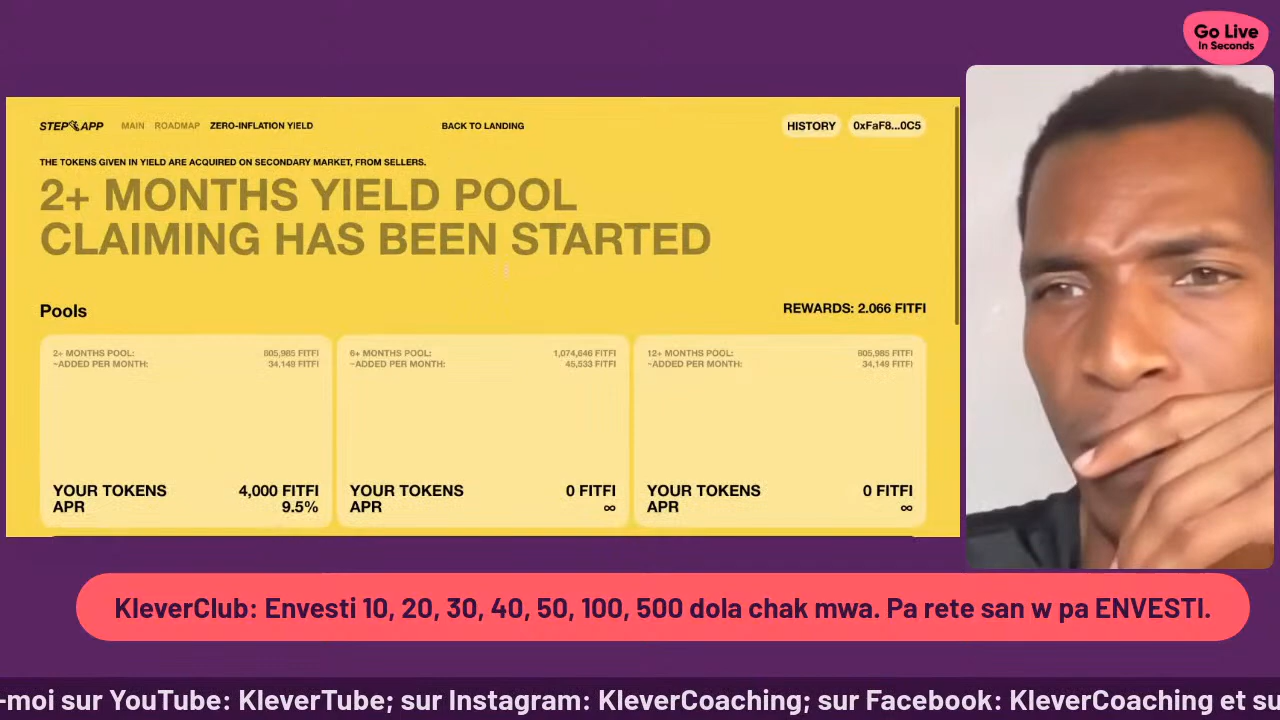 Go Live
In Seconds
STEP APP MAIN ROADMAP ZERO-INFLATION YIELD BACK TO LANDING HISTORY 0xFaF8...0C5
THE TOKENS GIVEN IN YIELD ARE ACQUIRED ON SECONDARY MARKET, FROM SELLERS.
2+ MONTHS YIELD POOL
CLAIMING HAS BEEN STARTED
Pools REWARDS: 2.066 FITFI
2+ MONTHS POOL: 805,985 FITFI
~ADDED PER MONTH: 34,149 FITFI
YOUR TOKENS 4,000 FITFI
APR 9.5%
6+ MONTHS POOL: 1,074,646 FITFI
~ADDED PER MONTH: 45,533 FITFI
YOUR TOKENS 0 FITFI
APR ∞
12+ MONTHS POOL: 805,985 FITFI
~ADDED PER MONTH: 34,149 FITFI
YOUR TOKENS 0 FITFI
APR ∞
KleverClub: Envesti 10, 20, 30, 40, 50, 100, 500 dola chak mwa. Pa rete san w pa ENVESTI.
-moi sur YouTube: KleverTube; sur Instagram: KleverCoaching; sur Facebook: KleverCoaching et su